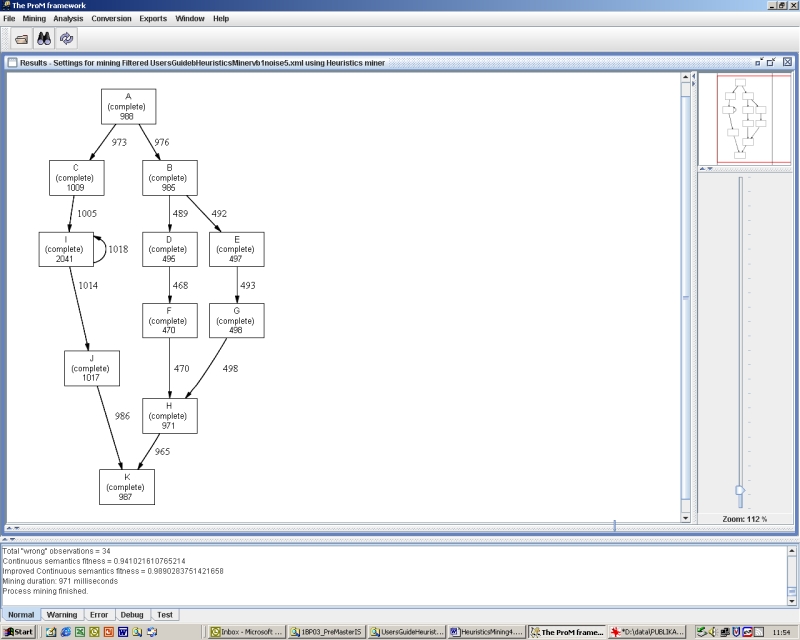 The ProM framework
File Mining Analysis Conversion Exports Window Help
Results - Settings for mining Filtered UsersGuidebHeuristicsMinervb1noise5.xml using Heuristics miner
A
(complete)
988
973 976
C
(complete)
1009
B
(complete)
985
1005 489 492
I
(complete)
2041
1018
D
(complete)
495
E
(complete)
497
1014 468 493
F
(complete)
470
G
(complete)
498
J
(complete)
1017
470 498
H
(complete)
971
986 965
K
(complete)
987
Zoom: 112 %
Total "wrong" observations = 34
Continuous semantics fitness = 0.941021610765214
Improved Continuous semantics fitness = 0.9890283751421658
Mining duration: 971 milliseconds
Process mining finished.
Normal Warning Error Debug Test
Start Inbox - Microsoft ... 1BP03_PreMasterIS UsersGuideHeurist... HeuristicsMining4.... The ProM frame... *D:\data\PUBLIKA... 11:54